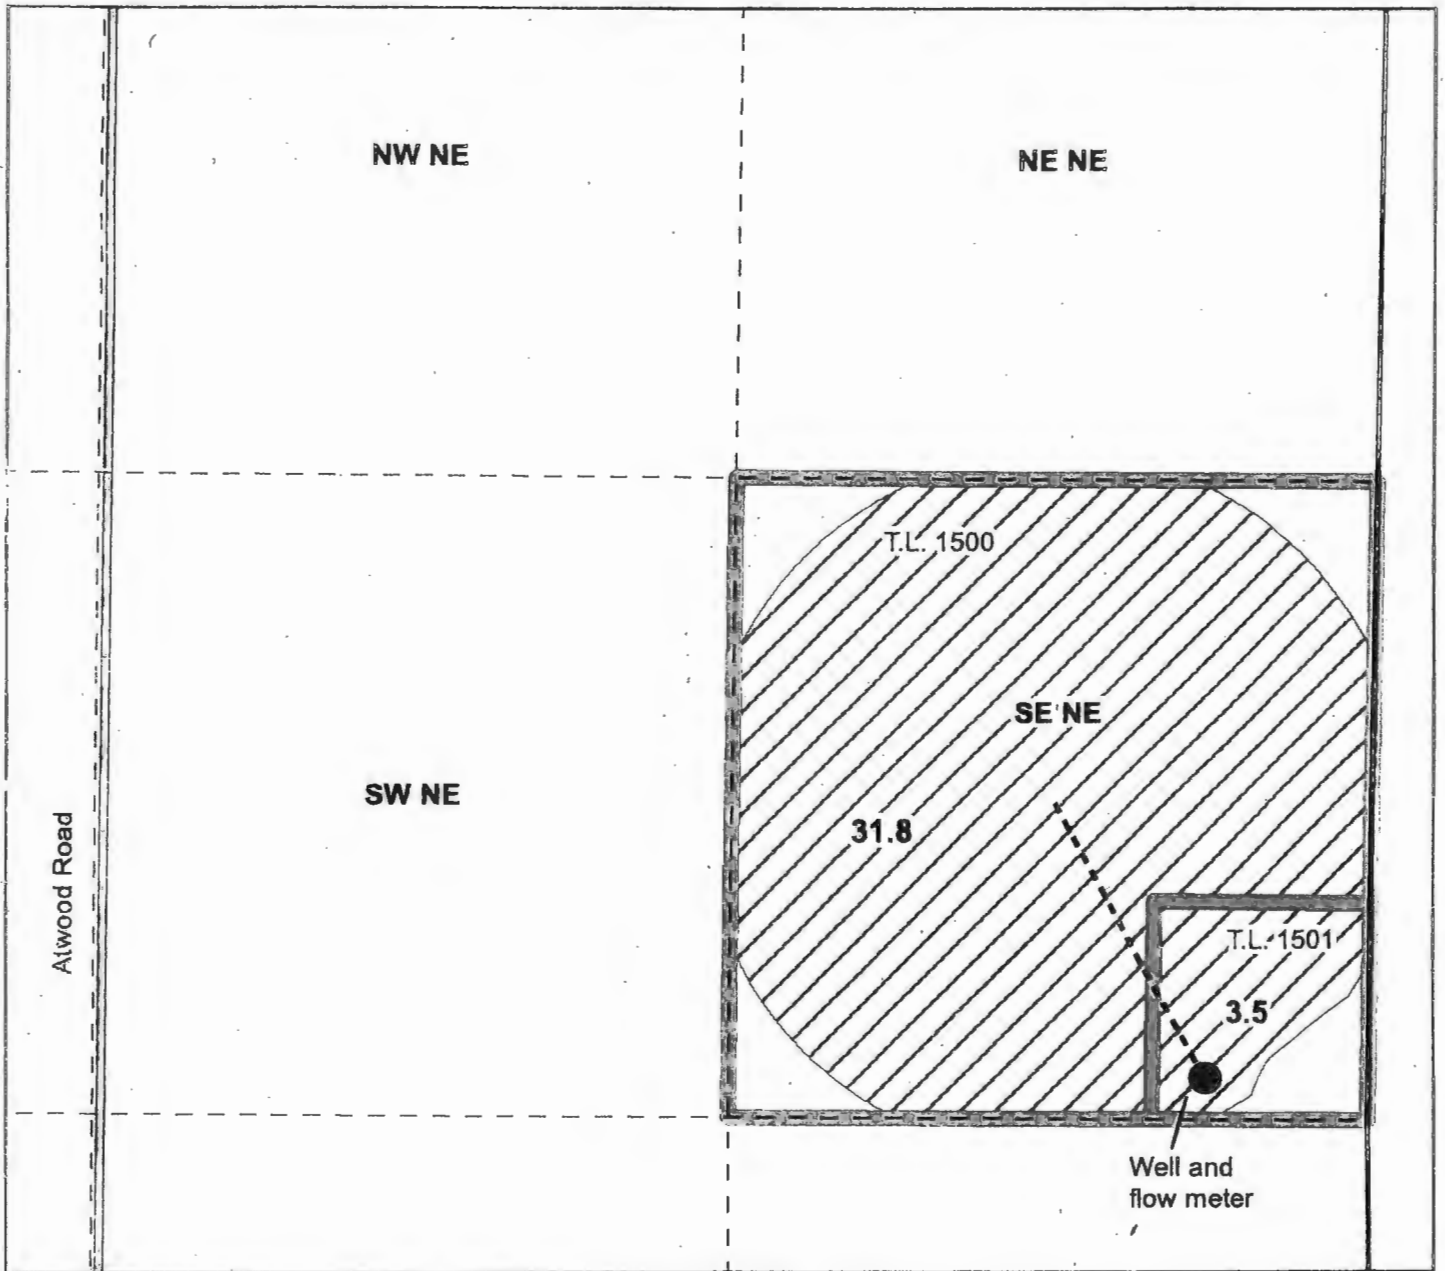 NW NE
NE NE
T.L. 1500
SE NE
SW NE
31.8
Atwood Road
T.L. 1501
3.5
Well and
flow meter